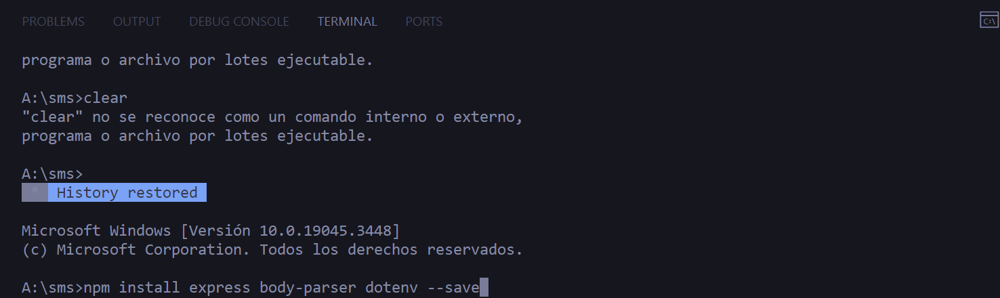 PROBLEMS OUTPUT DEBUG CONSOLE TERMINAL PORTS
C:\
programa o archivo por lotes ejecutable.
A:\sms>clear
"clear" no se reconoce como un comando interno o externo,
programa o archivo por lotes ejecutable.
A:\sms>
* History restored
Microsoft Windows [Versión 10.0.19045.3448]
(c) Microsoft Corporation. Todos los derechos reservados.
A:\sms>npm install express body-parser dotenv --save